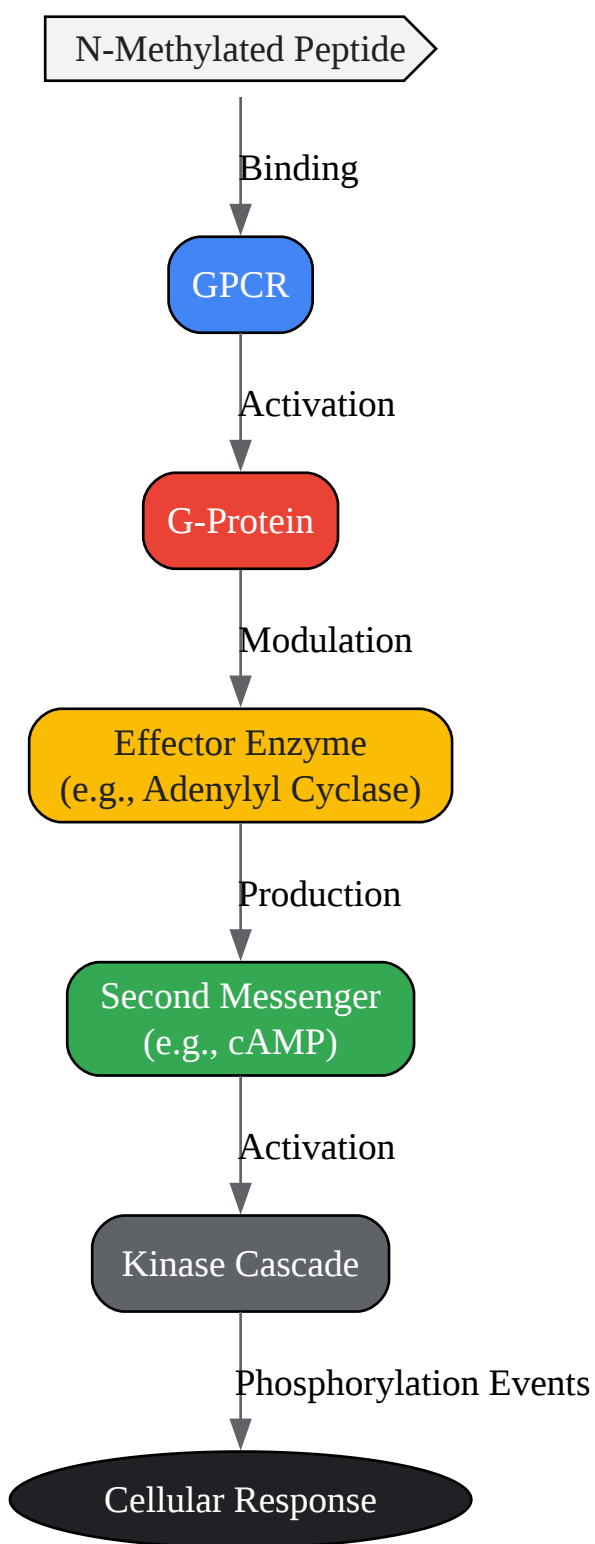 N-Methylated Peptide
Binding
GPCR
Activation
G-Protein
Modulation
Effector Enzyme
(e.g., Adenylyl Cyclase)
Production
Second Messenger
(e.g., cAMP)
Activation
Kinase Cascade
Phosphorylation Events
Cellular Response